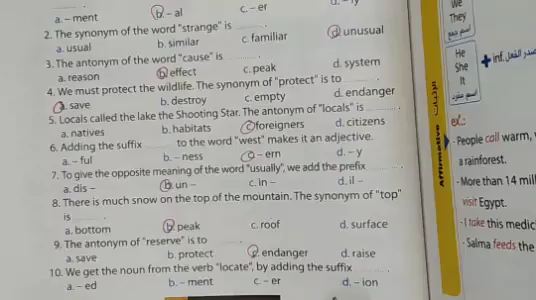 a. – ment b. – al c. – er
2. The synonym of the word "strange" is ........ .
a. usual b. similar c. familiar d. unusual
3. The antonym of the word "cause" is ........ .
a. reason b. effect c. peak d. system
4. We must protect the wildlife. The synonym of "protect" is to ........ .
a. save b. destroy c. empty d. endanger
5. Locals called the lake the Shooting Star. The antonym of "locals" is ........ .
a. natives b. habitats c. foreigners d. citizens
6. Adding the suffix ........ to the word "west" makes it an adjective.
a. – ful b. – ness c. – ern d. – y
7. To give the opposite meaning of the word "usually", we add the prefix ........ .
a. dis – b. un – c. in – d. il –
8. There is much snow on the top of the mountain. The synonym of "top"
is ........ .
a. bottom b. peak c. roof d. surface
9. The antonym of "reserve" is to ........ .
a. save b. protect c. endanger d. raise
10. We get the noun from the verb "locate", by adding the suffix ........ .
a. – ed b. – ment c. – er d. – ion
We
They
He
She
It
+ inf.
Affirmative الإثبات
ex.:
- People call warm,
a rainforest.
- More than 14 mil
visit Egypt.
- I take this medic
- Salma feeds the